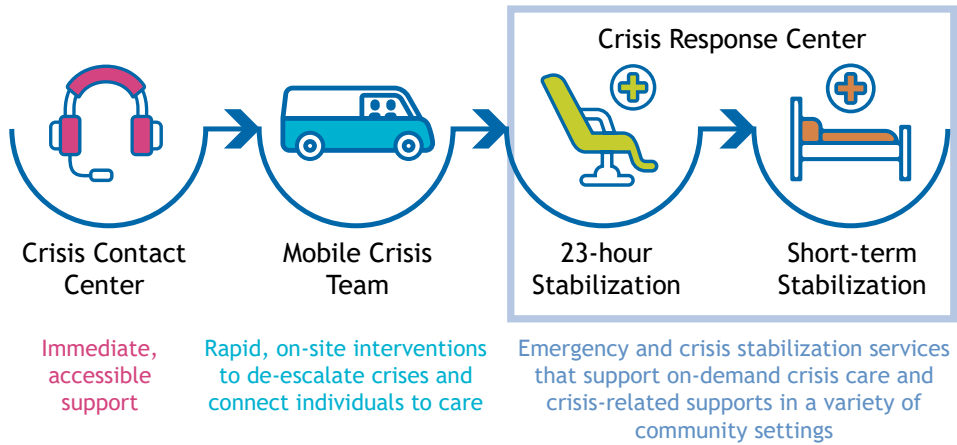 Crisis Response Center
Crisis Contact
Center
Mobile Crisis
Team
23-hour
Stabilization
Short-term
Stabilization
Immediate,
accessible
support
Rapid, on-site interventions
to de-escalate crises and
connect individuals to care
Emergency and crisis stabilization services
that support on-demand crisis care and
crisis-related supports in a variety of
community settings